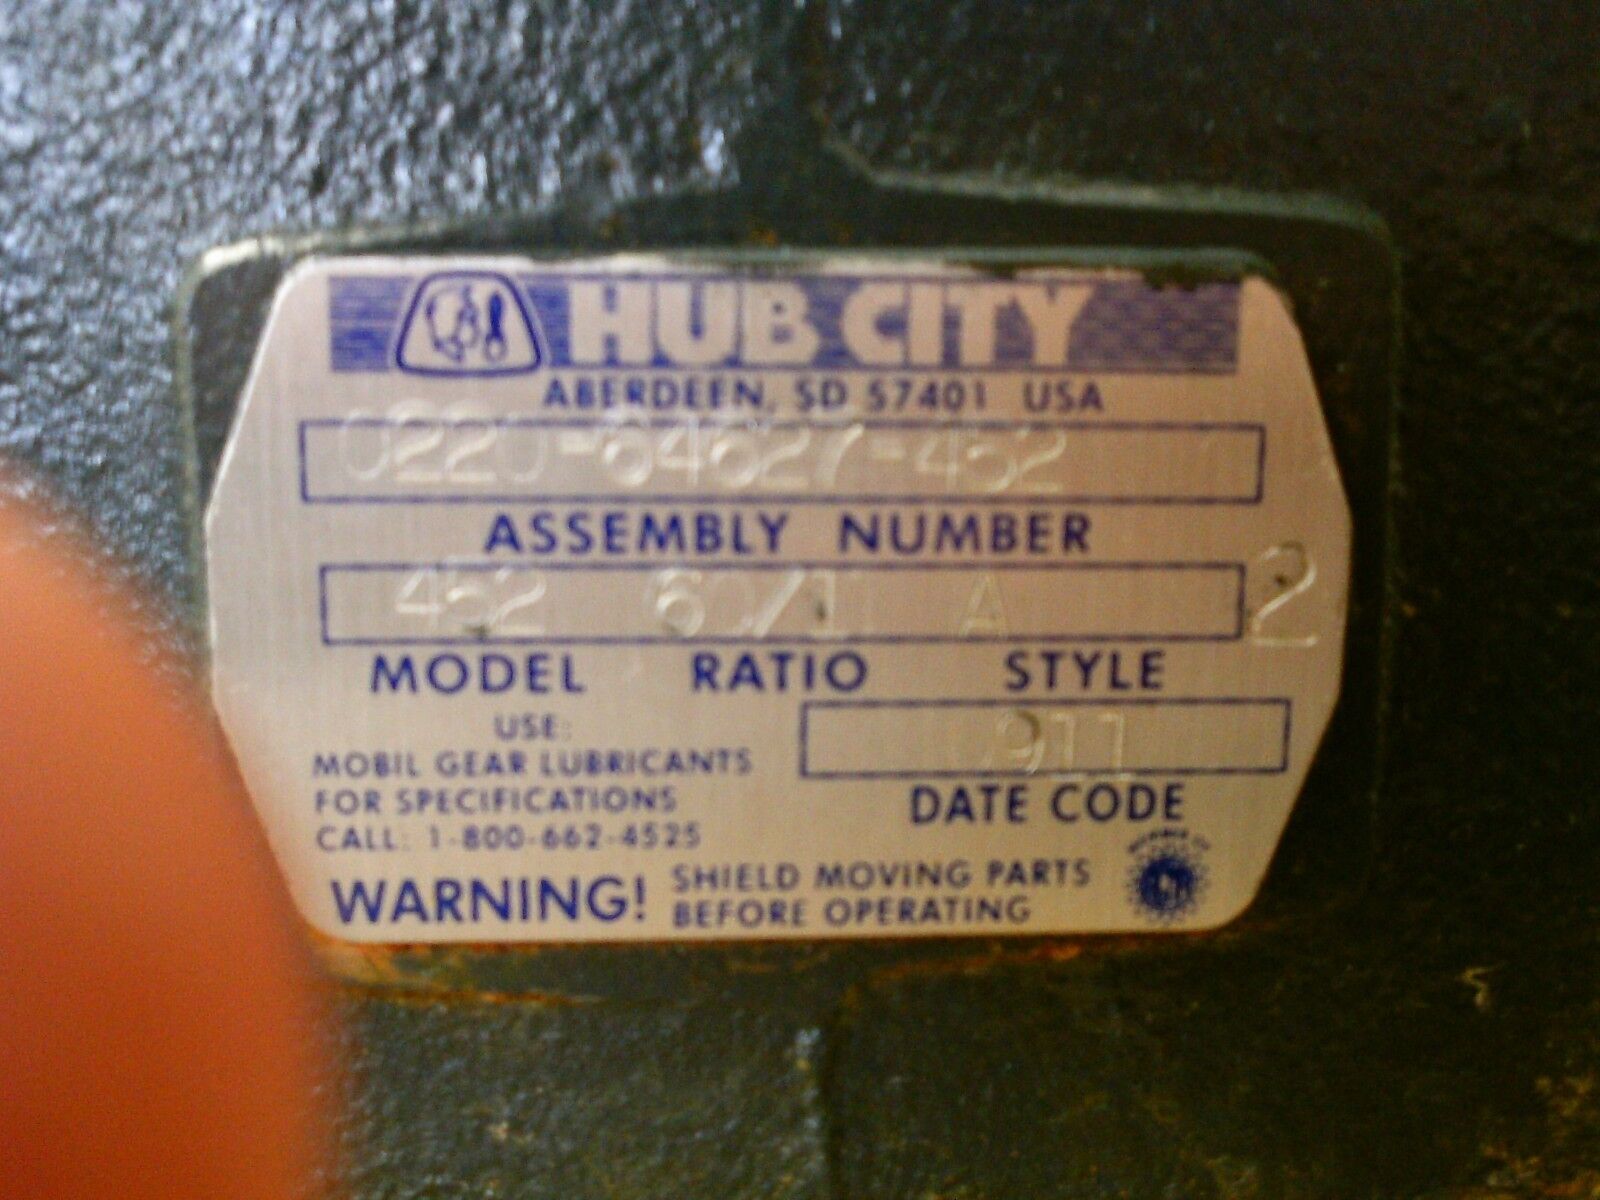 HUB CITY
ABERDEEN, SD 57401 USA
0220-64627-452
ASSEMBLY NUMBER
452 60/1 A 2
MODEL RATIO STYLE
USE:
MOBIL GEAR LUBRICANTS
FOR SPECIFICATIONS
CALL: 1-800-662-4525
0911
DATE CODE
WARNING! SHIELD MOVING PARTS
BEFORE OPERATING